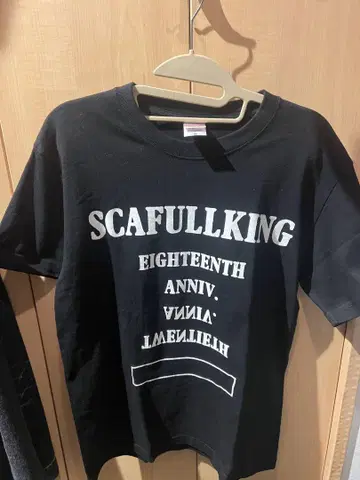 SCAFULLKING
EIGHTEENTH
ANNIV.
ANNIV.
TWENTIETH